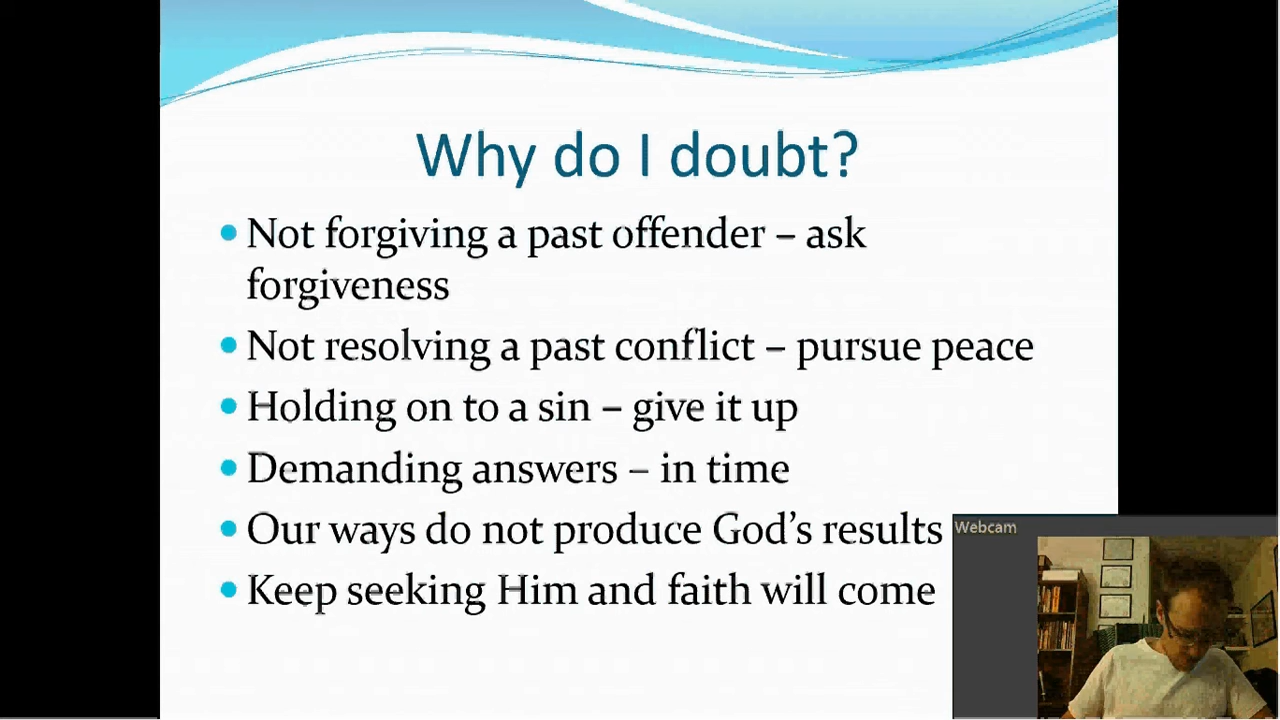 Why do I doubt?
• Not forgiving a past offender – ask
forgiveness
• Not resolving a past conflict – pursue peace
• Holding on to a sin – give it up
• Demanding answers – in time
• Our ways do not produce God's results
• Keep seeking Him and faith will come
Webcam